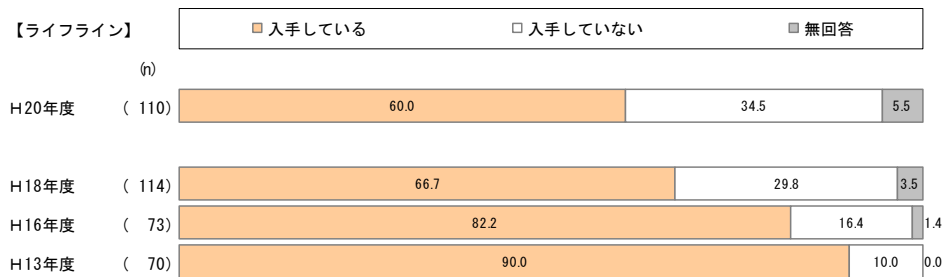 【ライフライン】 入手している 入手していない 無回答
(n)
H20年度 ( 110) 60.0 34.5 5.5
H18年度 ( 114) 66.7 29.8 3.5
H16年度 ( 73) 82.2 16.4 1.4
H13年度 ( 70) 90.0 10.0 0.0